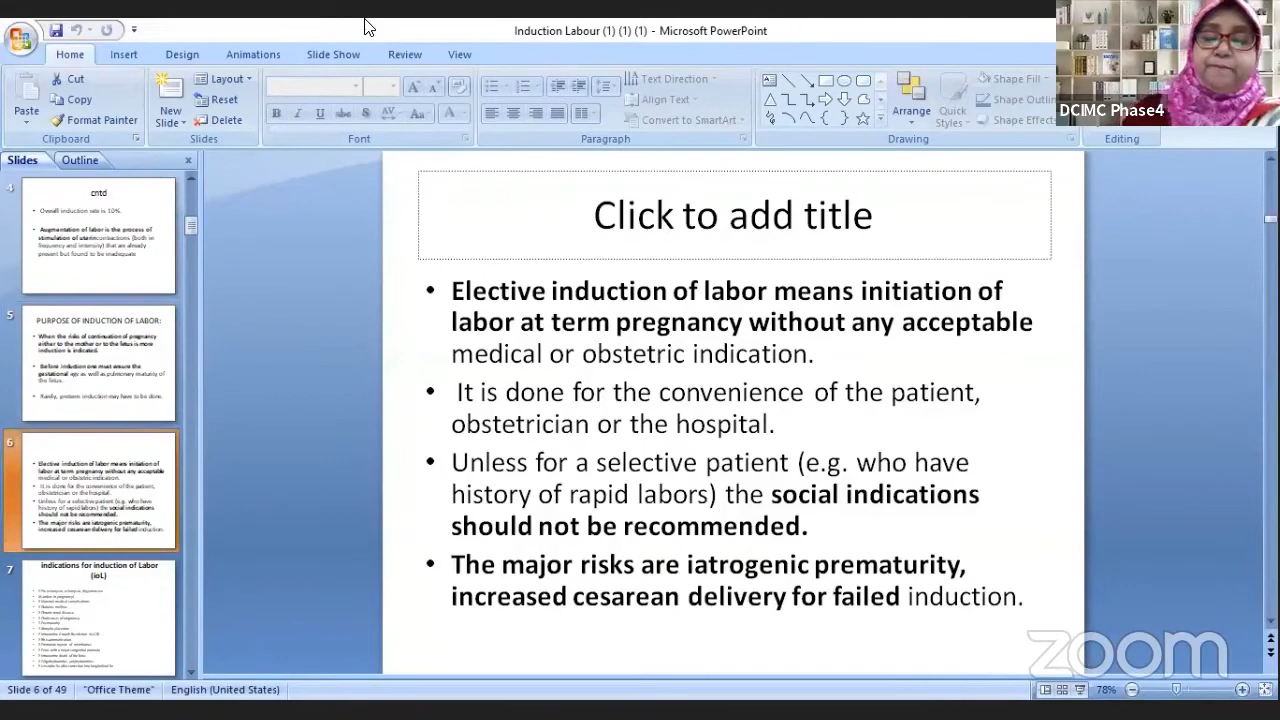 Induction Labour (1) (1) (1) - Microsoft PowerPoint
Home Insert Design Animations Slide Show Review View
Paste
Cut
Copy
Format Painter
Clipboard
New
Slide
Layout
Reset
Delete
Slides
B I U abc Aa A
Font
Text Direction
Align Text
Convert to SmartArt
Paragraph
Arrange
Quick
Styles
Shape Fill
Shape Outlin
Shape Effects
Drawing
Editing
DCIMC Phase4
Slides Outline
4
cntd
• Overall induction rate is 10%.
• Augmentation of labor is the process of
stimulation of uterine contractions (both in
frequency and intensity) that are already
present but found to be inadequate
5
PURPOSE OF INDUCTION OF LABOR:
• When the risks of continuation of pregnancy
either to the mother or to the fetus is more
induction is indicated.
• Before induction one must ensure the
gestational age as well as pulmonary maturity of
the fetus.
• Rarely, preterm induction may have to be done.
6
• Elective induction of labor means initiation of
labor at term pregnancy without any acceptable
medical or obstetric indication.
• It is done for the convenience of the patient,
obstetrician or the hospital.
• Unless for a selective patient (e.g. who have
history of rapid labors) the social indications
should not be recommended.
• The major risks are iatrogenic prematurity,
increased cesarean delivery for failed induction.
7
Indications for induction of Labor
(IoL)
Click to add title
• Elective induction of labor means initiation of
labor at term pregnancy without any acceptable
medical or obstetric indication.
• It is done for the convenience of the patient,
obstetrician or the hospital.
• Unless for a selective patient (e.g. who have
history of rapid labors) the social indications
should not be recommended.
• The major risks are iatrogenic prematurity,
increased cesarean delivery for failed induction.
zoom
Slide 6 of 49 "Office Theme" English (United States) 78%